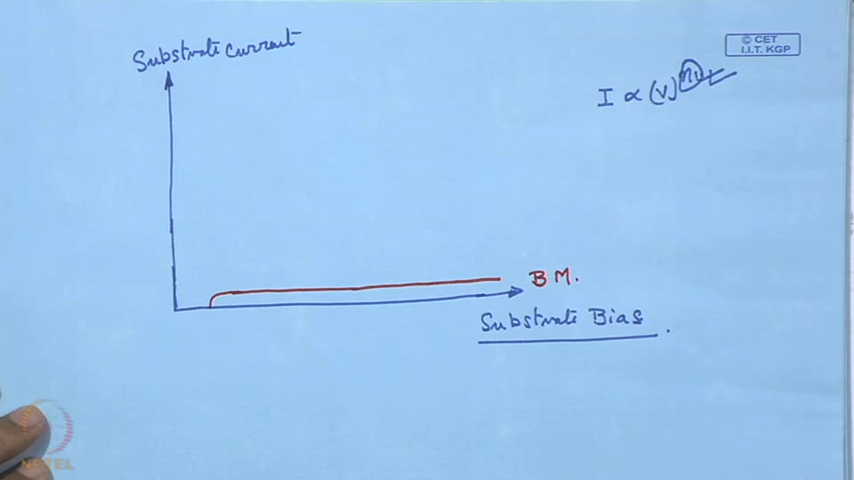 Substrate current
© CET
I.I.T. KGP
I ∝ (V)
B M.
Substrate Bias
NPTEL